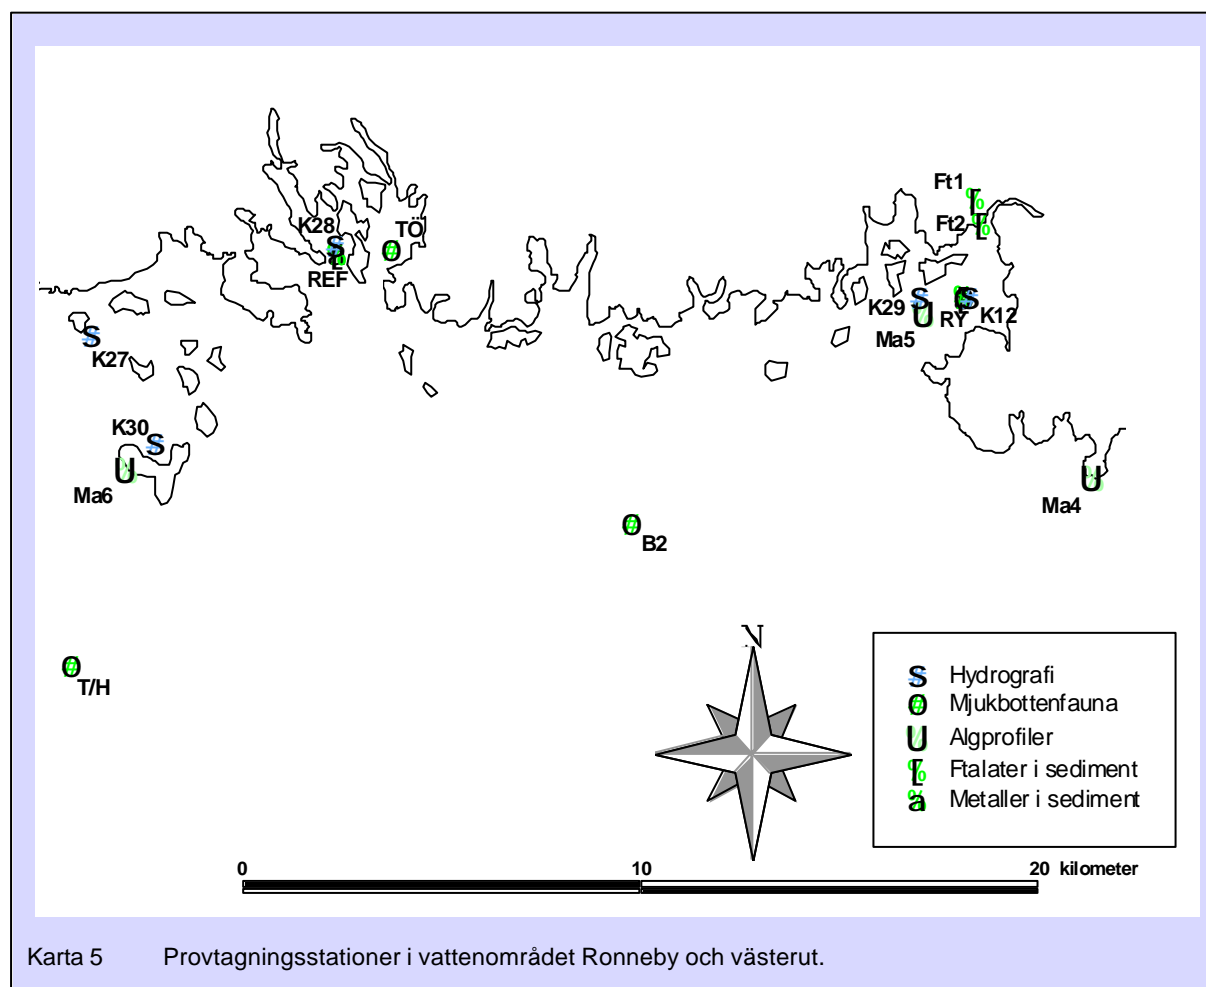 Ft1
Ft2
K28
TÖ
REF
K29
RY
K12
Ma5
K27
K30
Ma6
Ma4
B2
T/H
N
S Hydrografi
O Mjukbottenfauna
U Algprofiler
[ Ftalater i sediment
a Metaller i sediment
0 10 20 kilometer
Karta 5 Provtagningsstationer i vattenområdet Ronneby och västerut.